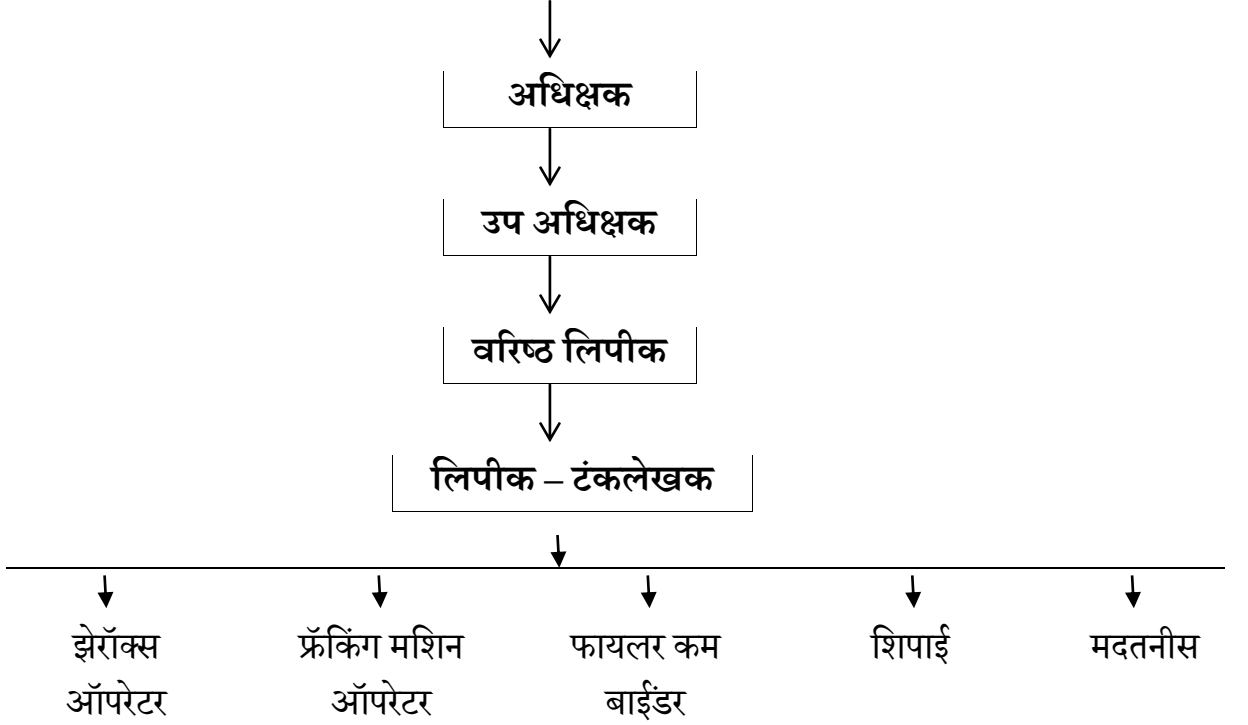 अधिक्षक
उप अधिक्षक
वरिष्ठ लिपीक
लिपीक – टंकलेखक
झेरॉक्स
ऑपरेटर
फ्रॅकिंग मशिन
ऑपरेटर
फायलर कम
बाईंडर
शिपाई
मदतनीस